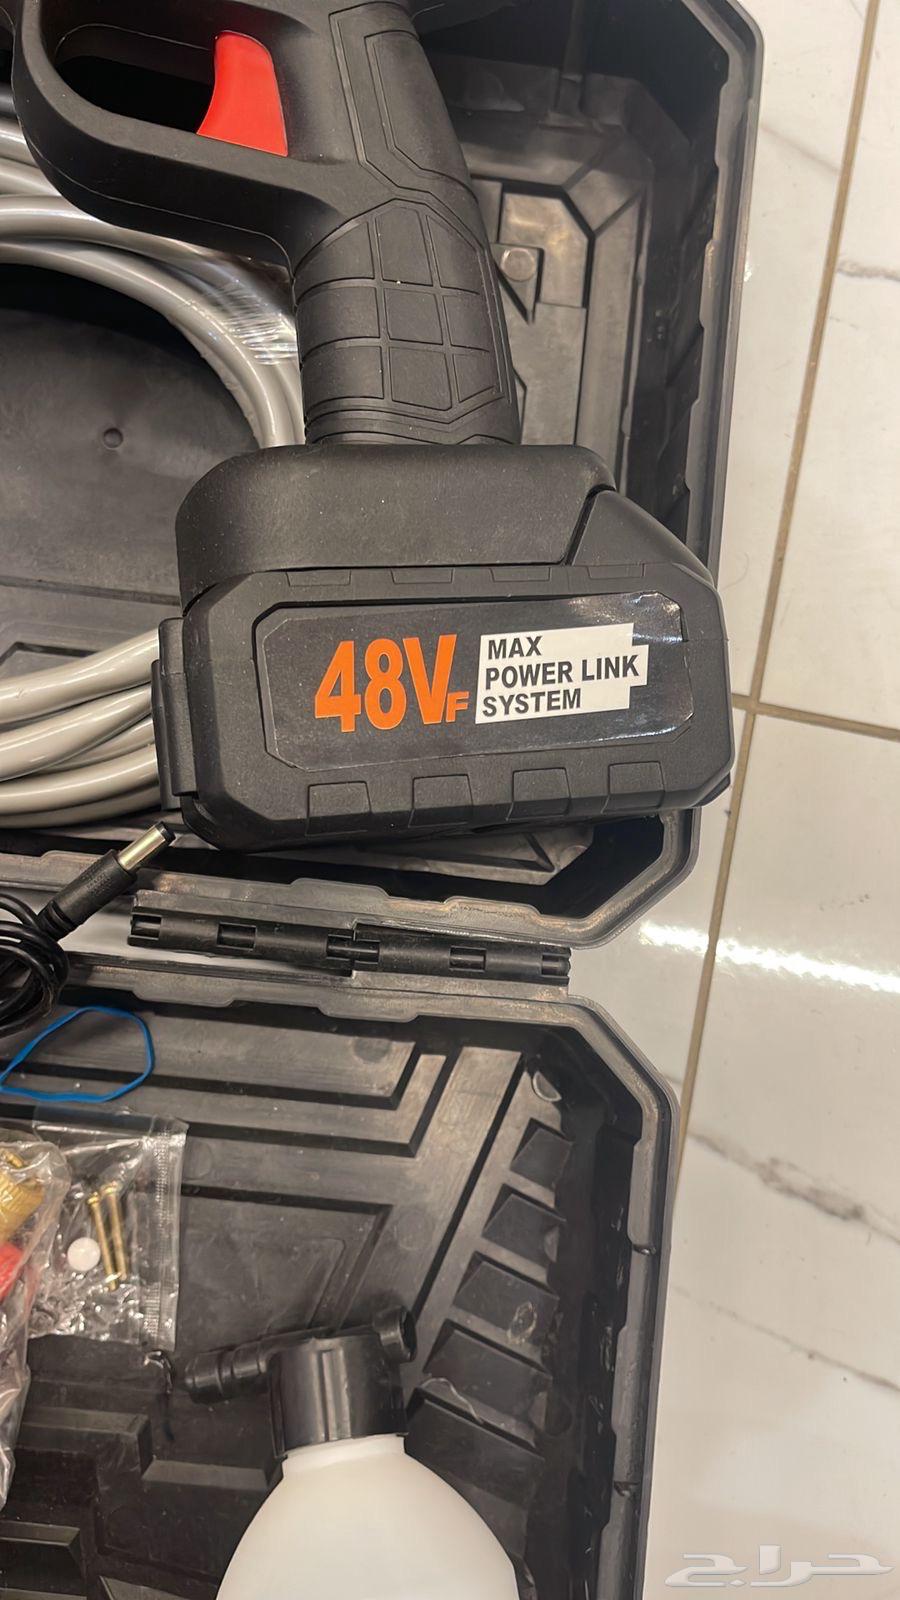 48VF
MAX
POWER LINK
SYSTEM
حراج